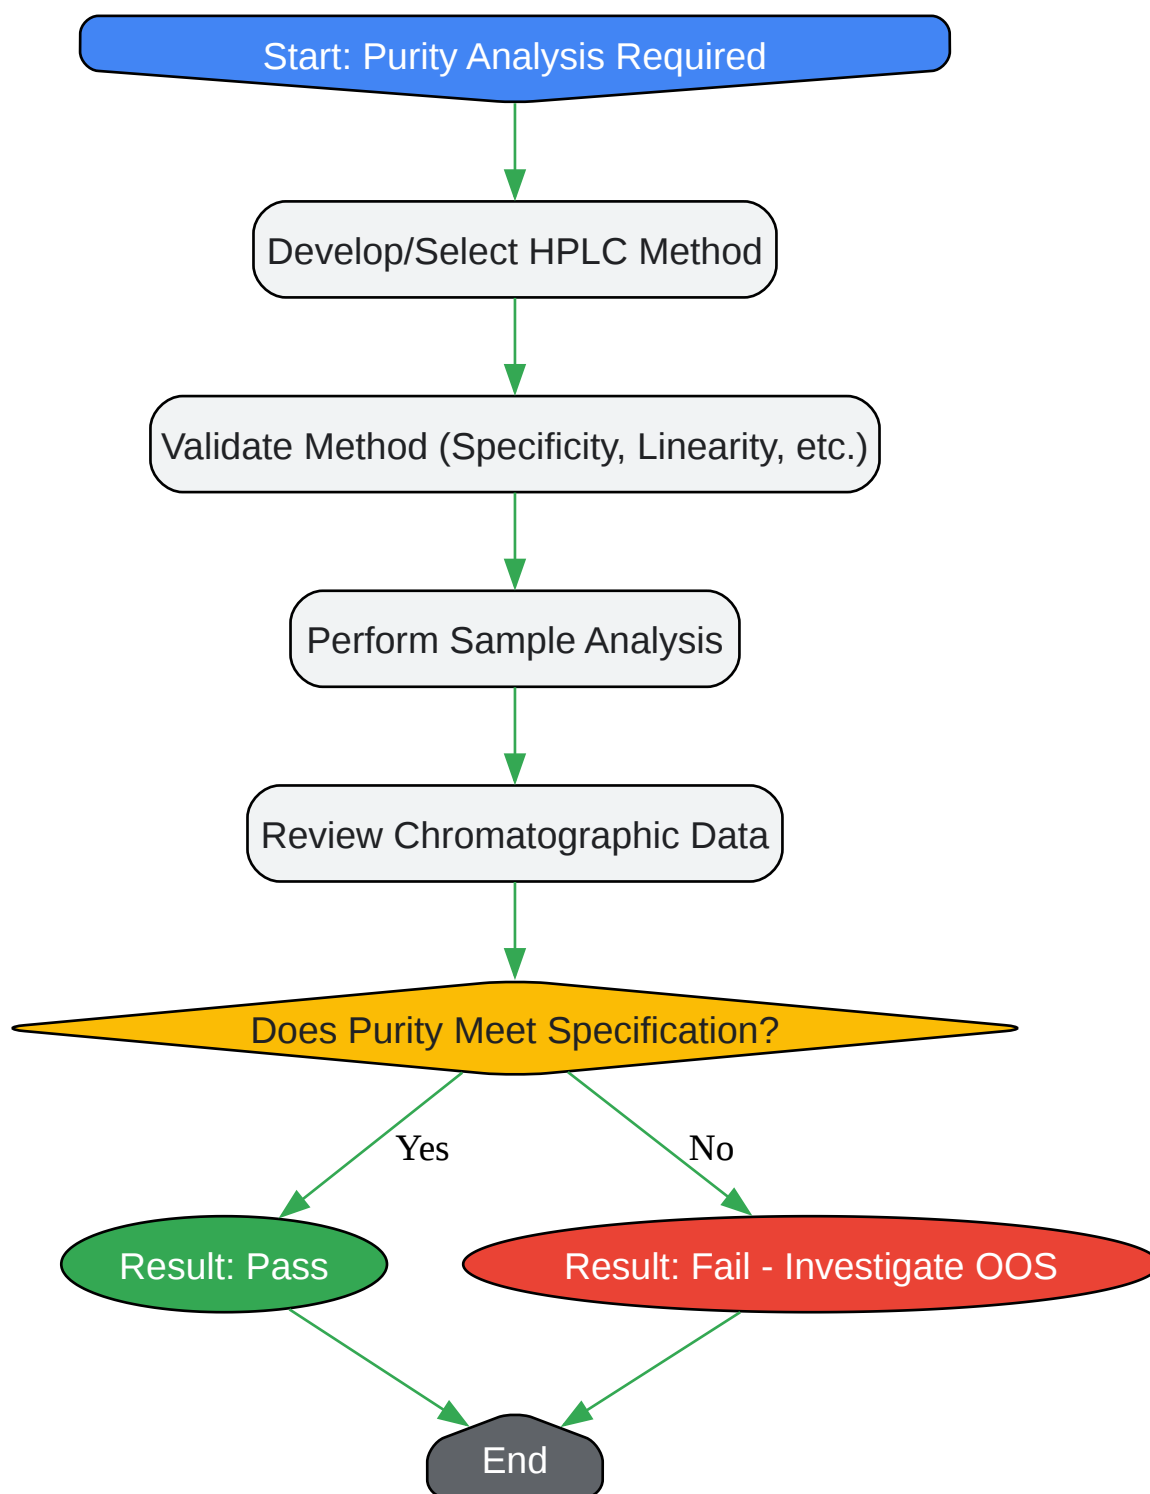 Start: Purity Analysis Required
Develop/Select HPLC Method
Validate Method (Specificity, Linearity, etc.)
Perform Sample Analysis
Review Chromatographic Data
Does Purity Meet Specification?
Yes
No
Result: Pass
Result: Fail - Investigate OOS
End